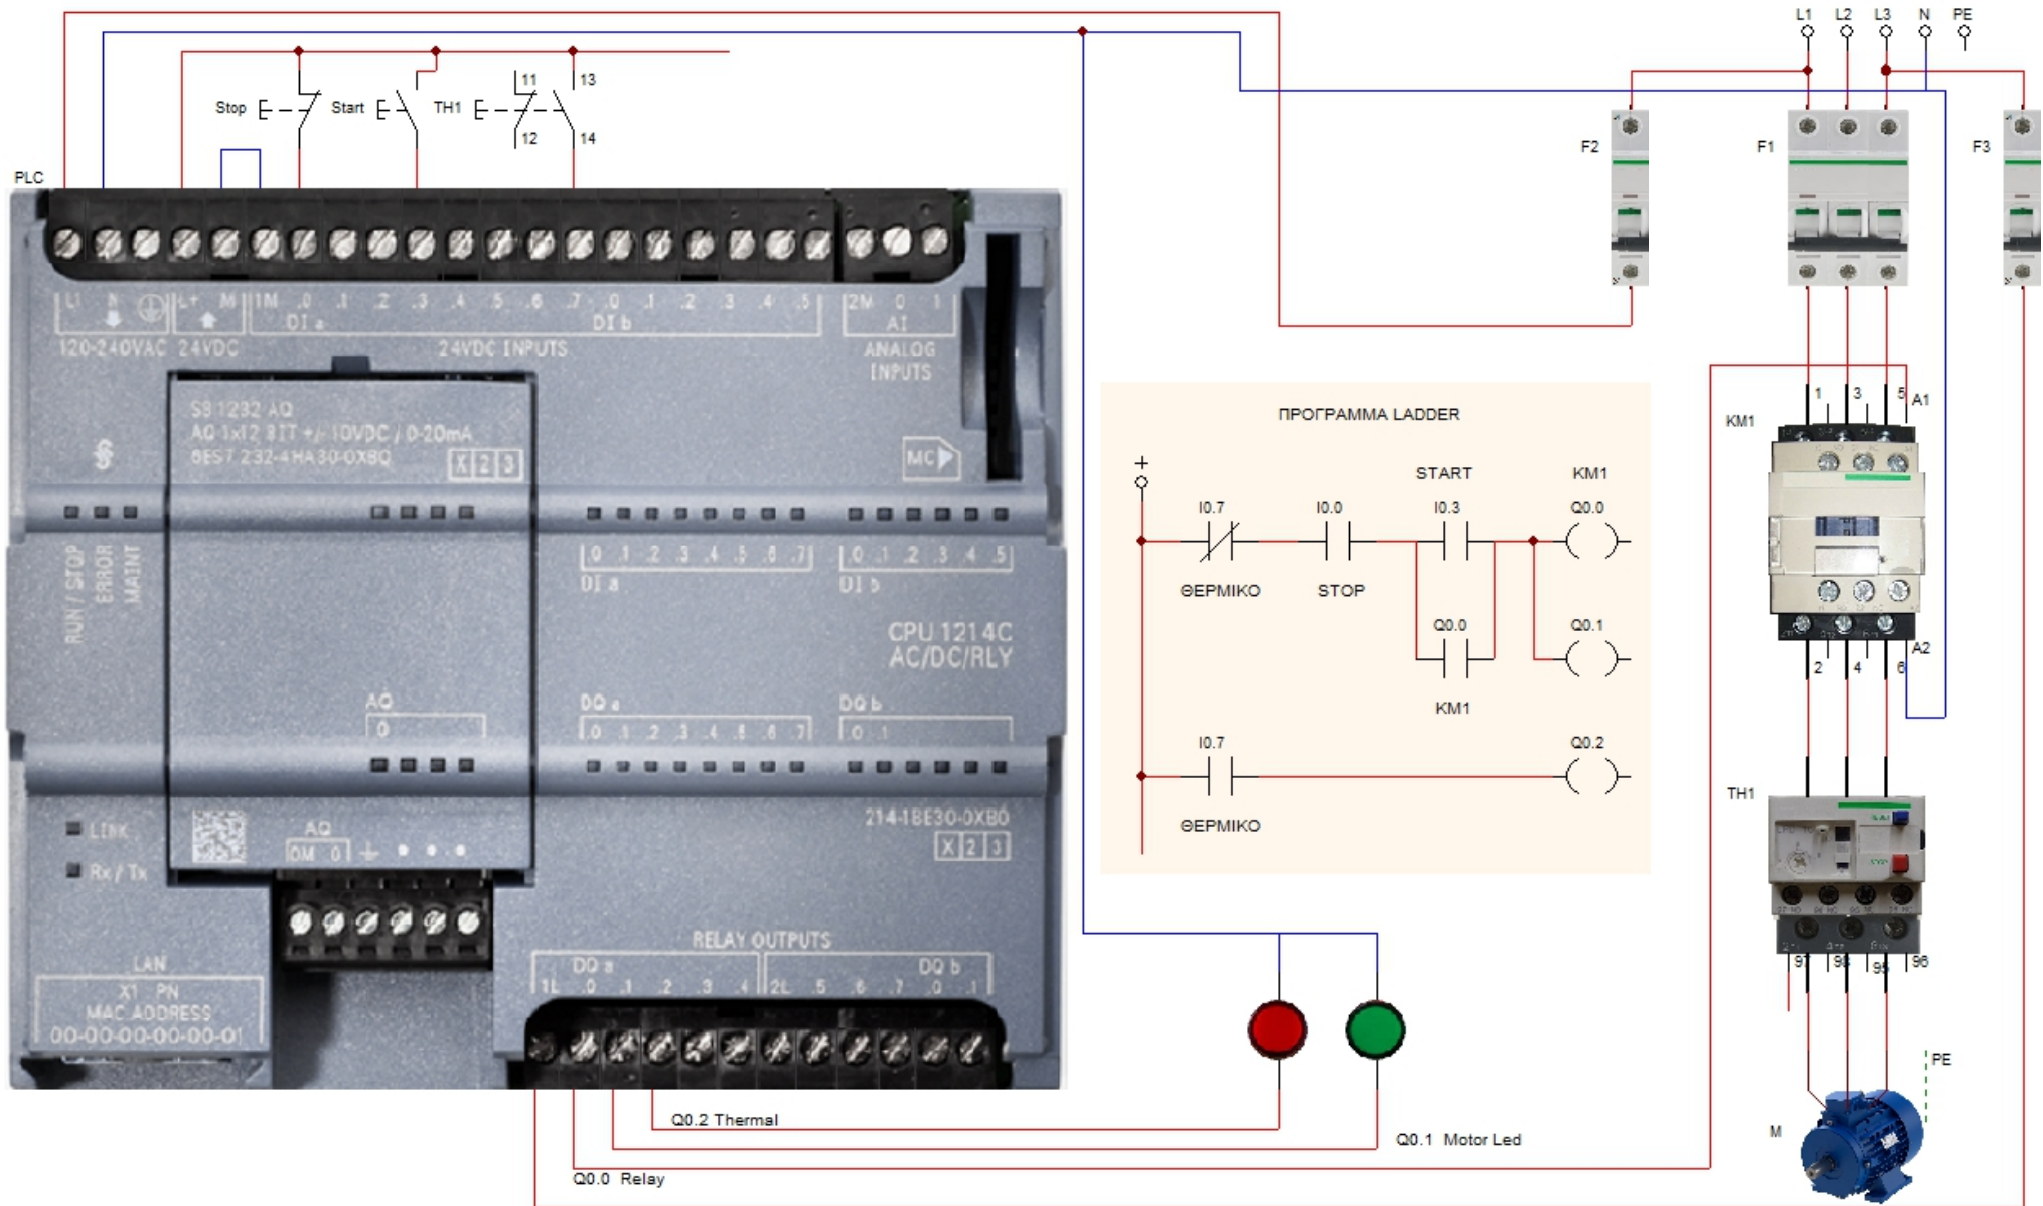 L1 L2 L3 N PE
11 13
Stop Start TH1
12 14
F2 F1 F3
PLC
L1 N L+ M 1M .0 .1 .2 .3 .4 .5 .6 .7 .0 .1 .2 .3 .4 .5 2M 0 1
DI a DI b AI
120-240VAC 24VDC 24VDC INPUTS ANALOG
INPUTS
SB 1232 AQ
AQ 1x12 BIT +/- 10VDC / 0-20mA
6ES7 232-4HA30-0XB0
X 2 3
MC
RUN / STOP
ERROR
MAINT
.0 .1 .2 .3 .4 .5 .6 .7 .0 .1 .2 .3 .4 .5
DI a DI b
CPU 1214C
AC/DC/RLY
AQ
0
DQ a DQ b
.0 .1 .2 .3 .4 .5 .6 .7 .0 .1
LINK
Rx / Tx
AQ
0M 0
214-1BE30-0XB0
X 2 3
RELAY OUTPUTS
DQ a DQ b
1L .0 .1 .2 .3 .4 2L .5 .6 .7 .0 .1
LAN
X1 PN
MAC ADDRESS
00-00-00-00-00-01
ΠΡΟΓΡΑΜΜΑ LADDER
+
START KM1
I0.7 I0.0 I0.3 Q0.0
ΘΕΡΜΙΚΟ STOP
Q0.0 Q0.1
KM1
I0.7 Q0.2
ΘΕΡΜΙΚΟ
1 3 5 A1
KM1
A2
2 4 6
TH1
97 98 95 96
PE
M
Q0.2 Thermal
Q0.1 Motor Led
Q0.0 Relay